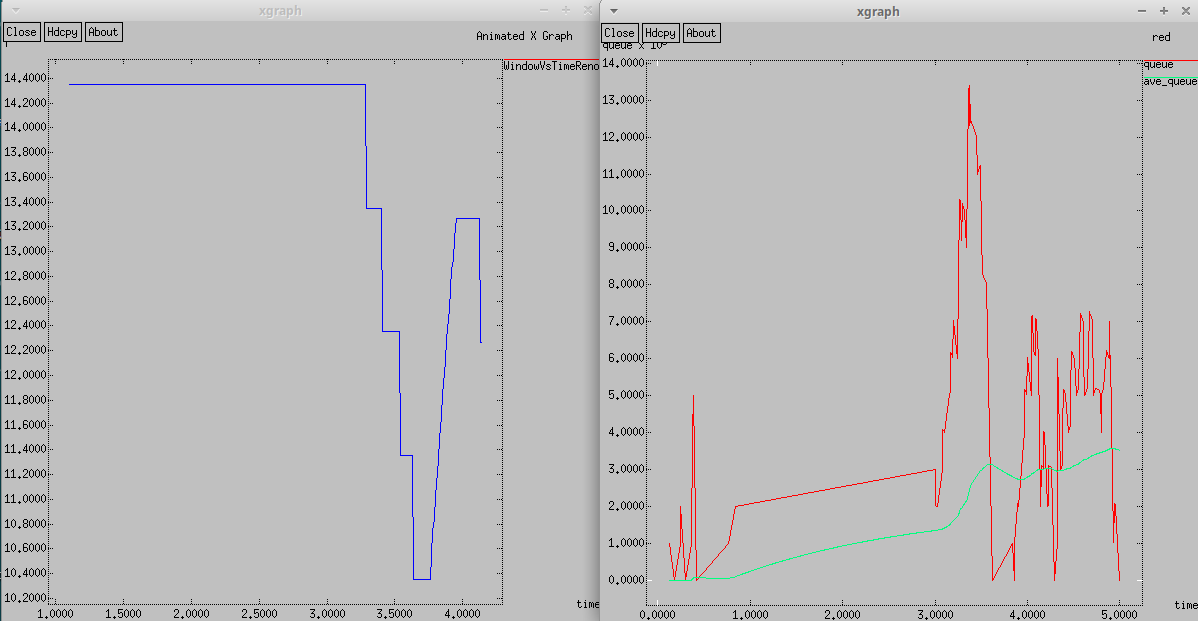 xgraph
Close Hdcpy About
Animated X Graph
WindowVsTimeReno
14.4000
14.2000
14.0000
13.8000
13.6000
13.4000
13.2000
13.0000
12.8000
12.6000
12.4000
12.2000
12.0000
11.8000
11.6000
11.4000
11.2000
11.0000
10.8000
10.6000
10.4000
10.2000
time
1.0000 1.5000 2.0000 2.5000 3.0000 3.5000 4.0000
xgraph
Close Hdcpy About
red
queue x 10
queue
ave_queue
14.0000
13.0000
12.0000
11.0000
10.0000
9.0000
8.0000
7.0000
6.0000
5.0000
4.0000
3.0000
2.0000
1.0000
0.0000
time
0.0000 1.0000 2.0000 3.0000 4.0000 5.0000